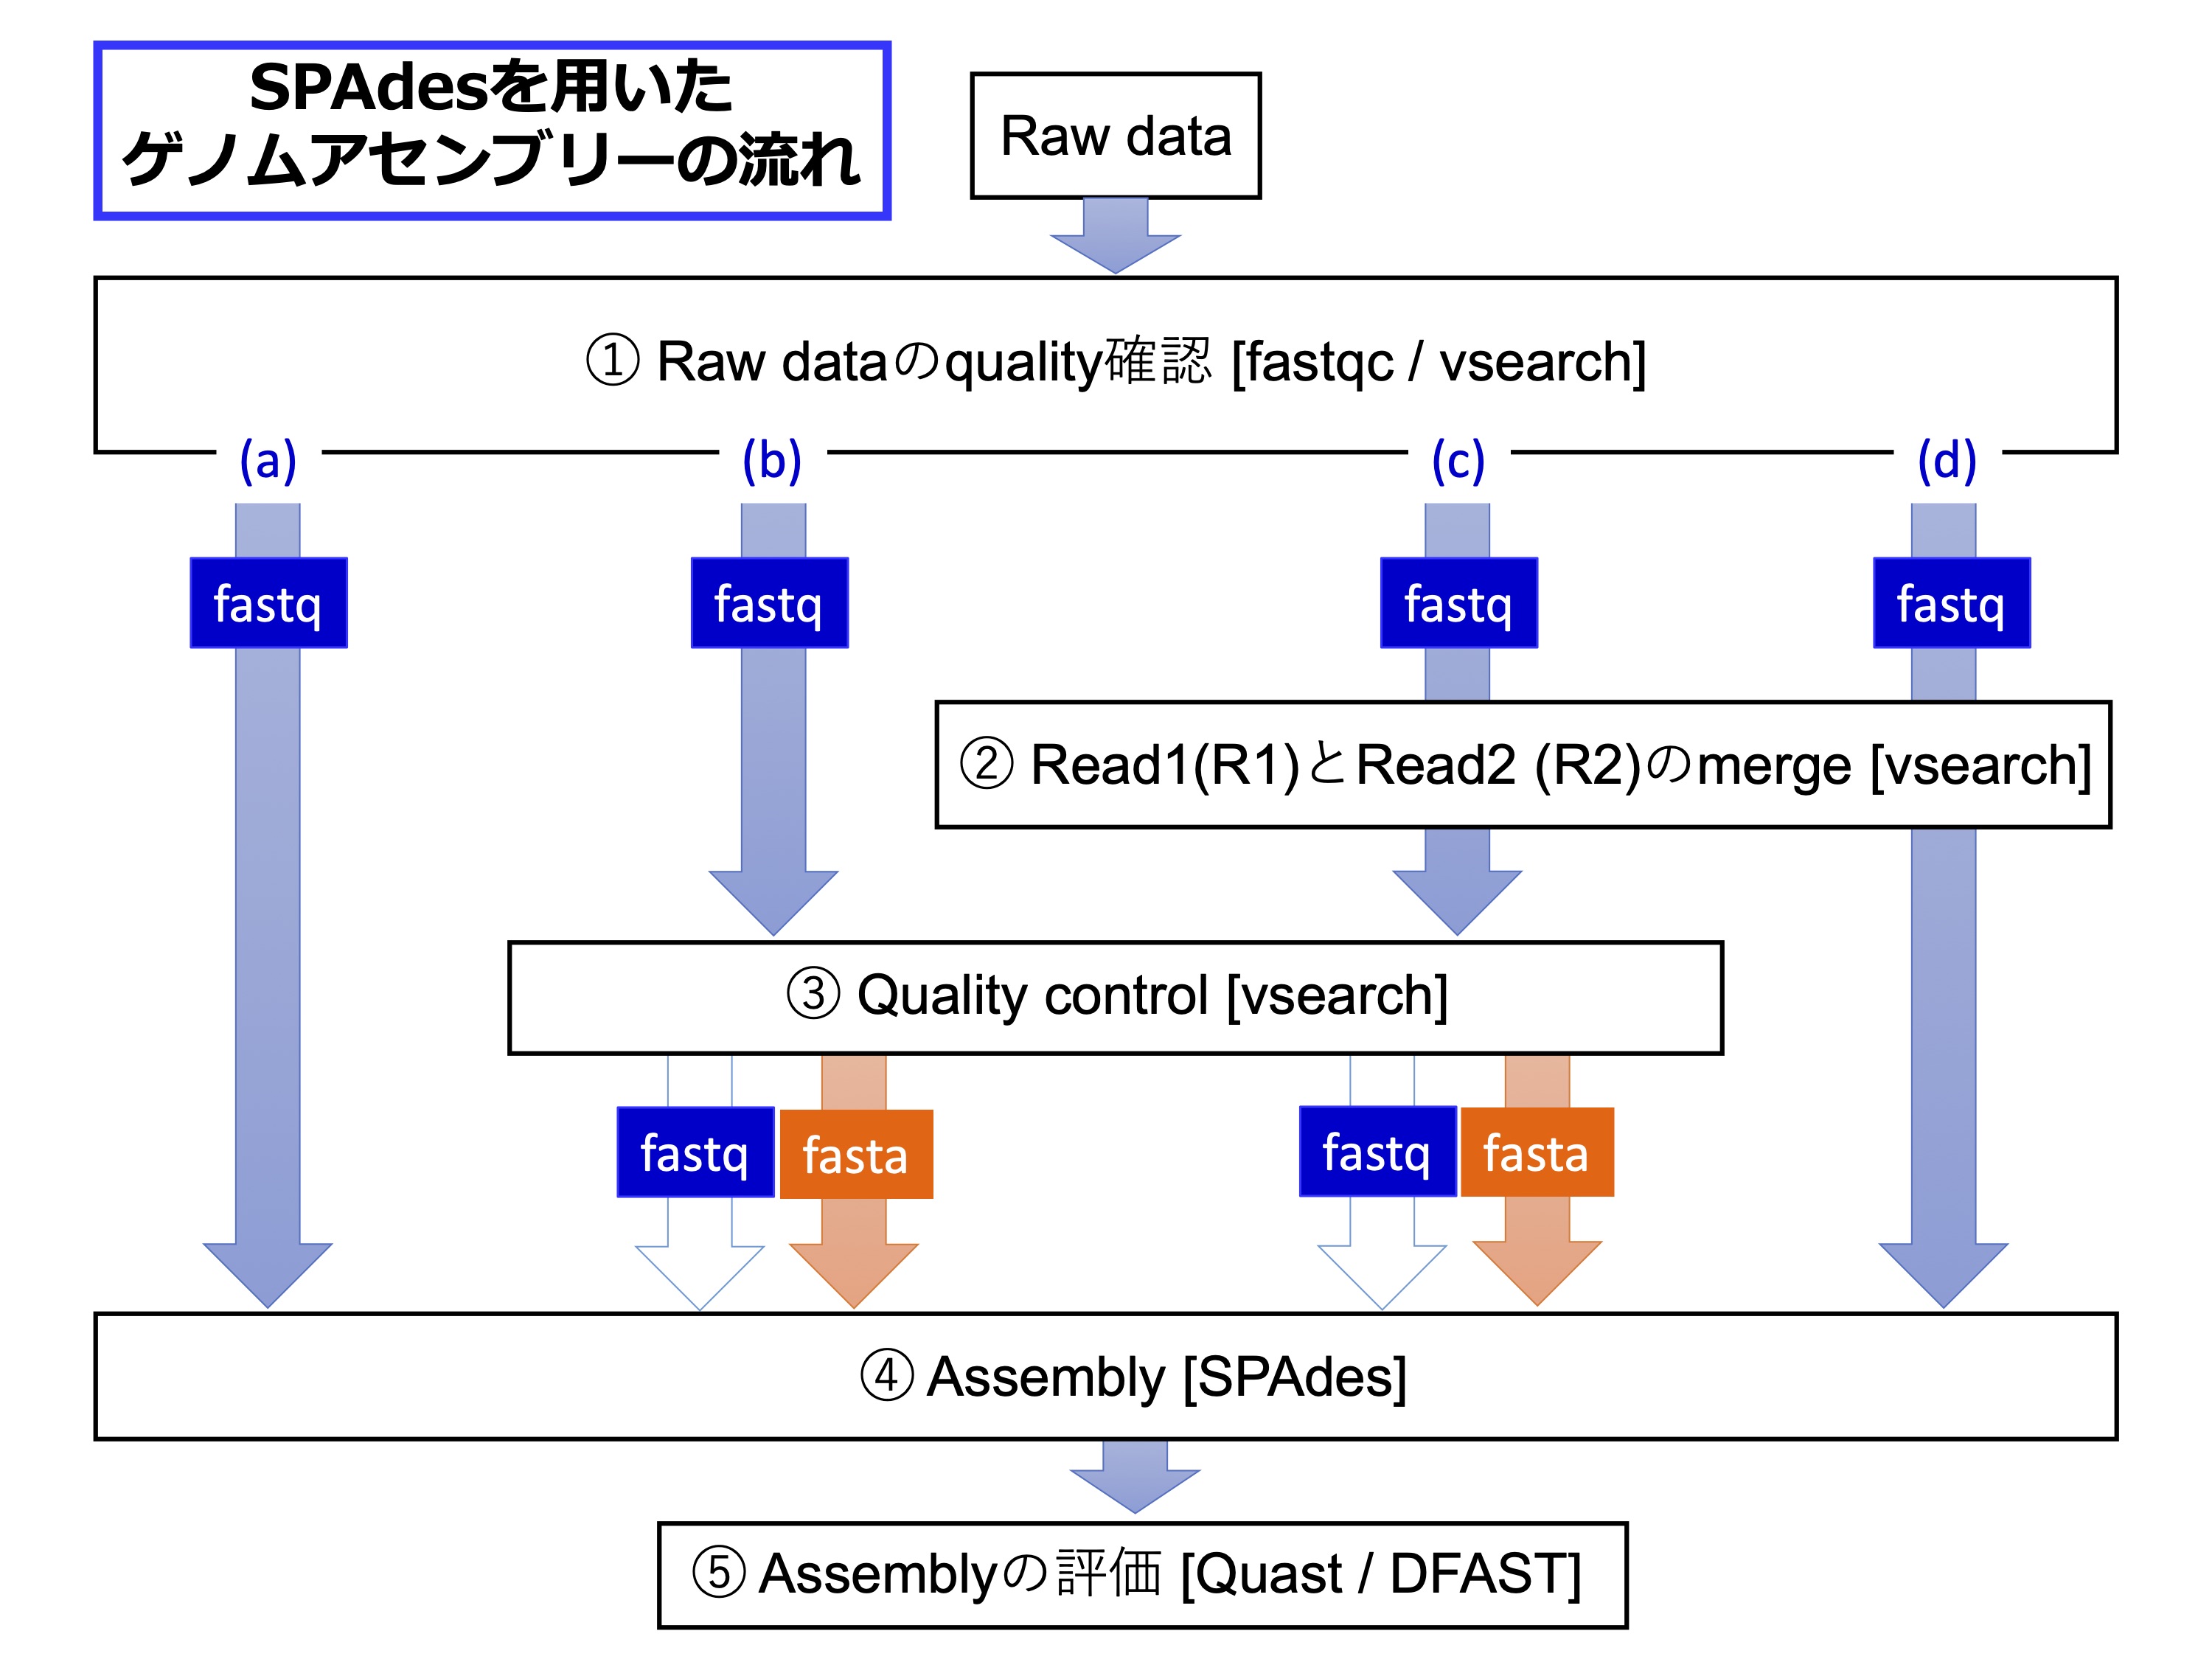 SPAdesを用いた
ゲノムアセンブリーの流れ
Raw data
① Raw dataのquality確認 [fastqc / vsearch]
(a) (b) (c) (d)
fastq fastq fastq fastq
② Read1(R1)とRead2 (R2)のmerge [vsearch]
③ Quality control [vsearch]
fastq fasta fastq fasta
④ Assembly [SPAdes]
⑤ Assemblyの評価 [Quast / DFAST]